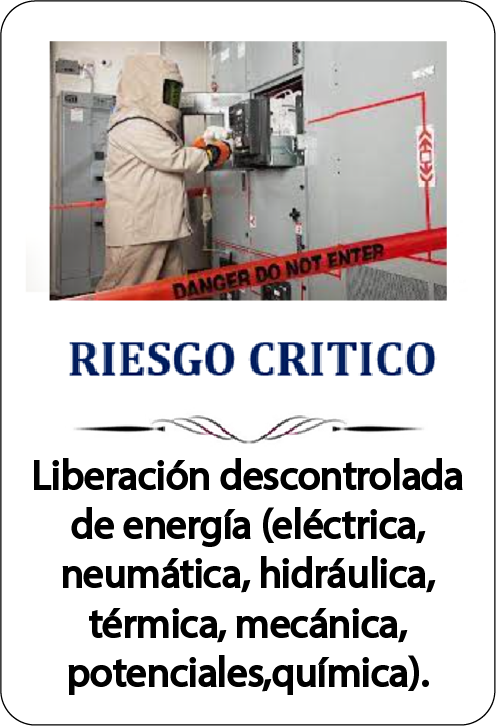 DANGER DO NOT ENTER
RIESGO CRITICO
Liberación descontrolada
de energía (eléctrica,
neumática, hidráulica,
térmica, mecánica,
potenciales,química).